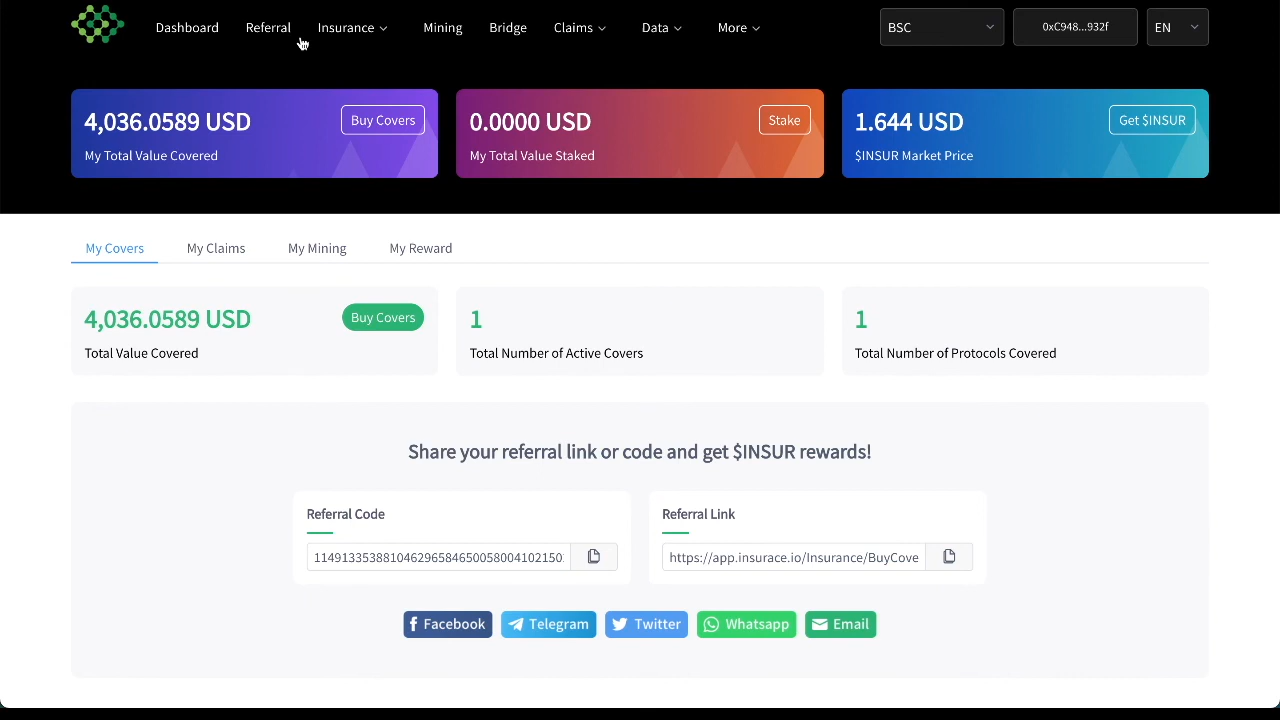 Dashboard Referral Insurance Mining Bridge Claims Data More BSC 0xC948...932f EN
4,036.0589 USD Buy Covers
My Total Value Covered
0.0000 USD Stake
My Total Value Staked
1.644 USD Get $INSUR
$INSUR Market Price
My Covers My Claims My Mining My Reward
4,036.0589 USD Buy Covers
Total Value Covered
1
Total Number of Active Covers
1
Total Number of Protocols Covered
Share your referral link or code and get $INSUR rewards!
Referral Code
114913353881046296584650058004102150
Referral Link
https://app.insurace.io/Insurance/BuyCove
Facebook Telegram Twitter Whatsapp Email